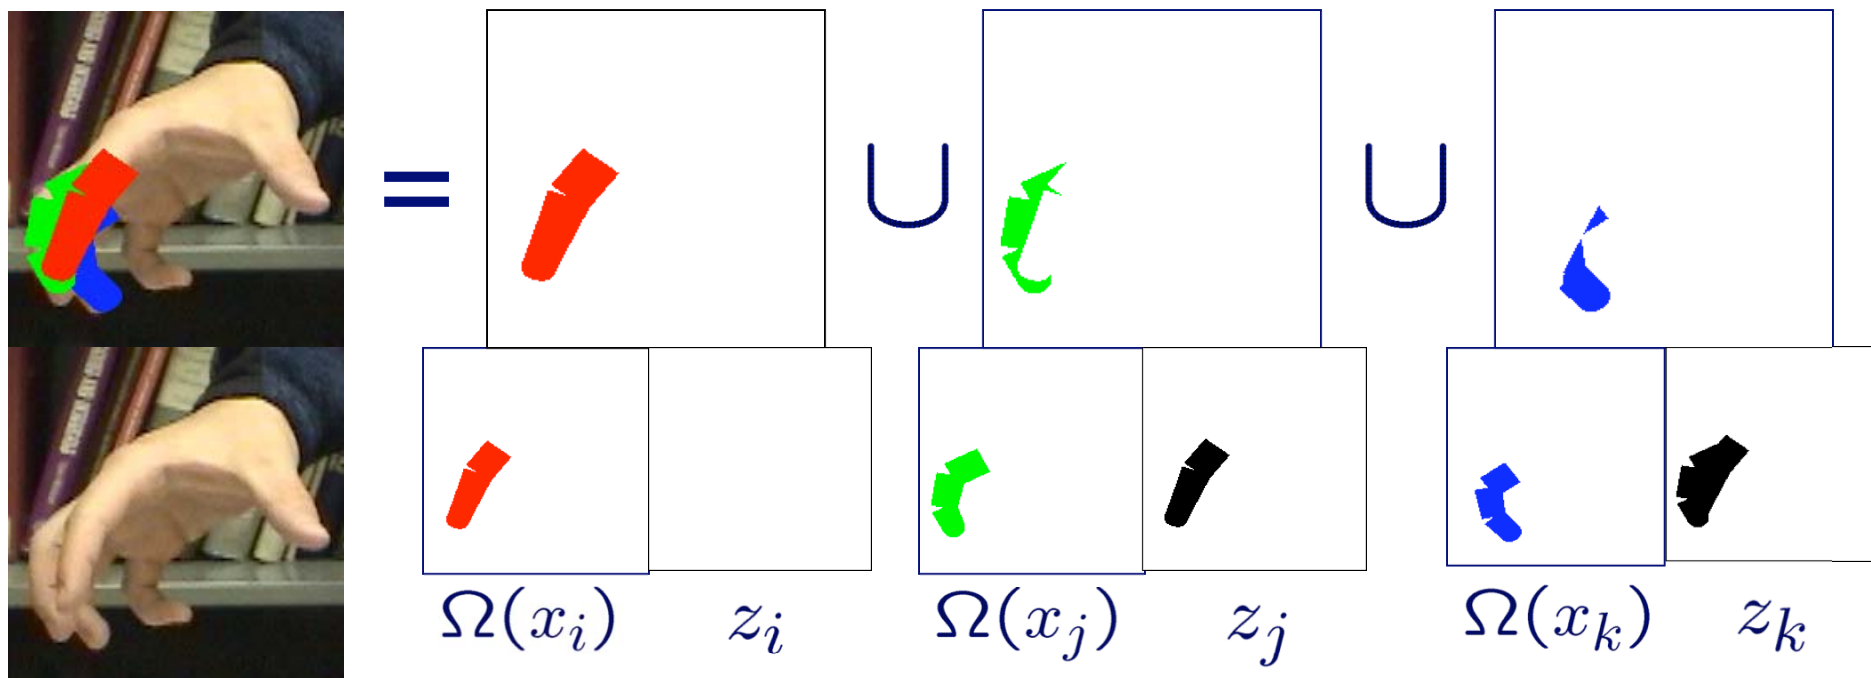 = ∪ ∪
Ω(x_i) z_i Ω(x_j) z_j Ω(x_k) z_k